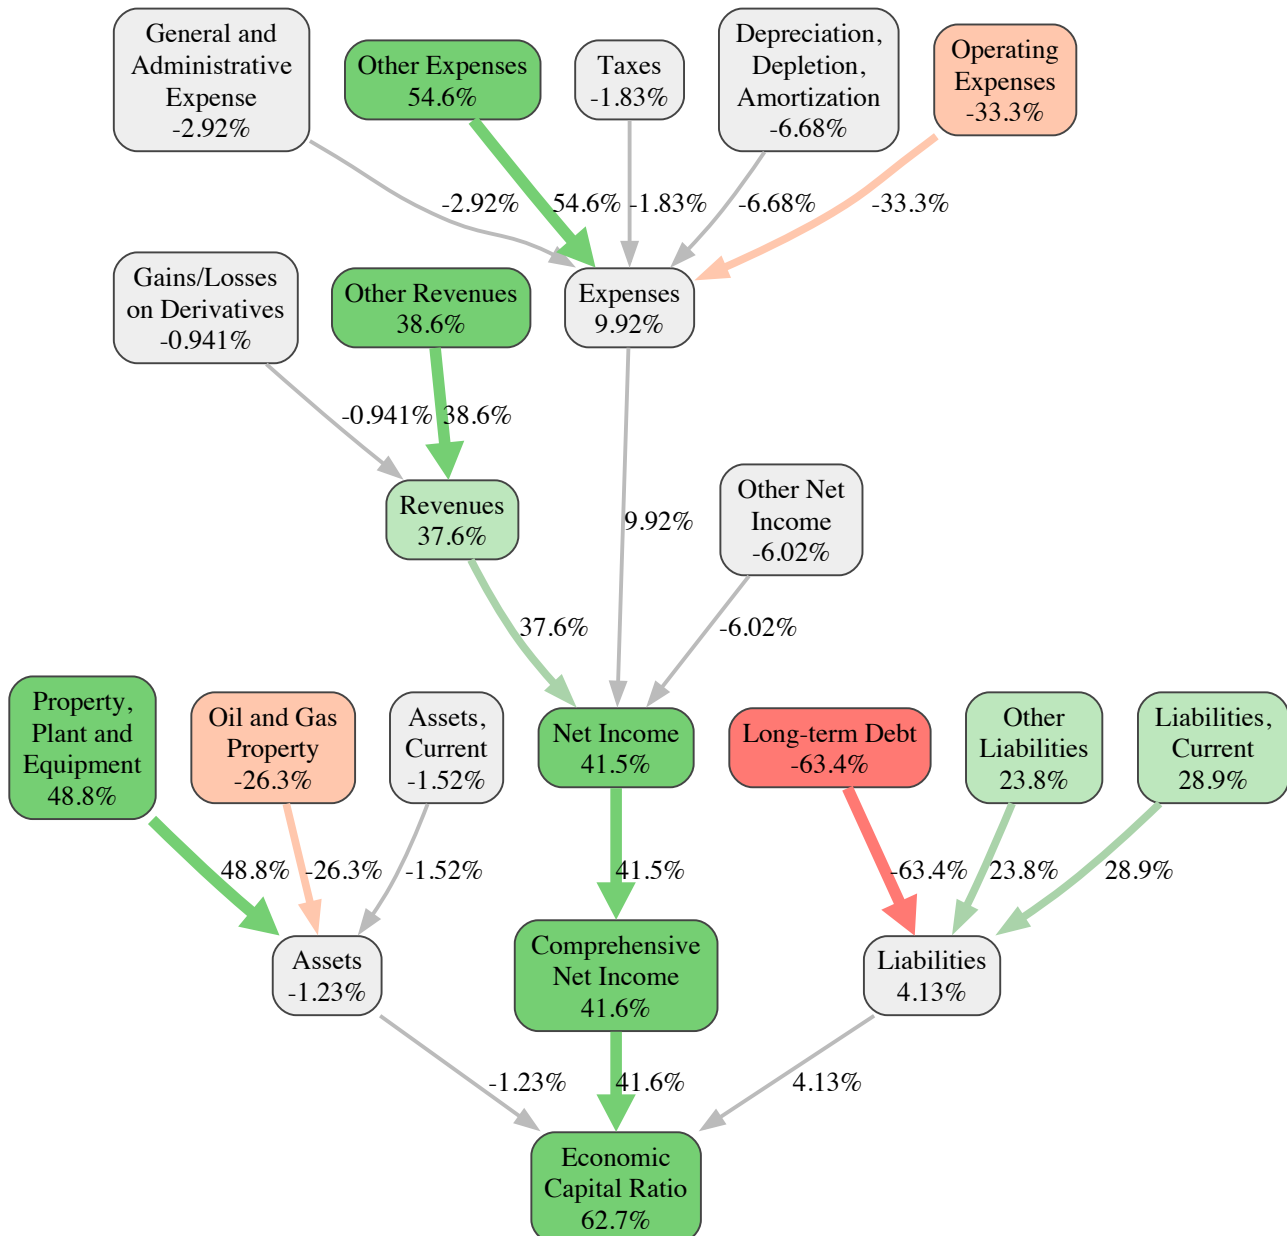 General and
Administrative
Expense
-2.92%
Other Expenses
54.6%
Taxes
-1.83%
Depreciation,
Depletion,
Amortization
-6.68%
Operating
Expenses
-33.3%
-2.92%
54.6%
-1.83%
-6.68%
-33.3%
Gains/Losses
on Derivatives
-0.941%
Other Revenues
38.6%
Expenses
9.92%
-0.941%
38.6%
Revenues
37.6%
9.92%
Other Net
Income
-6.02%
37.6%
-6.02%
Property,
Plant and
Equipment
48.8%
Oil and Gas
Property
-26.3%
Assets,
Current
-1.52%
Net Income
41.5%
Long-term Debt
-63.4%
Other
Liabilities
23.8%
Liabilities,
Current
28.9%
48.8%
-26.3%
-1.52%
41.5%
-63.4%
23.8%
28.9%
Assets
-1.23%
Comprehensive
Net Income
41.6%
Liabilities
4.13%
-1.23%
41.6%
4.13%
Economic
Capital Ratio
62.7%